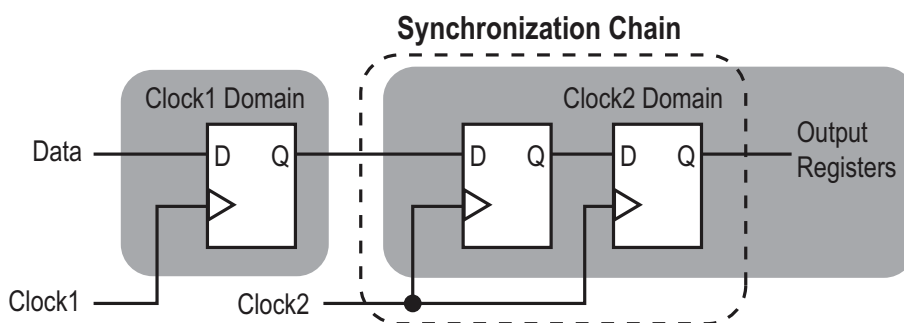 Synchronization Chain
Clock1 Domain
Clock2 Domain
Data
D Q
D Q
D Q
Output
Registers
Clock1
Clock2